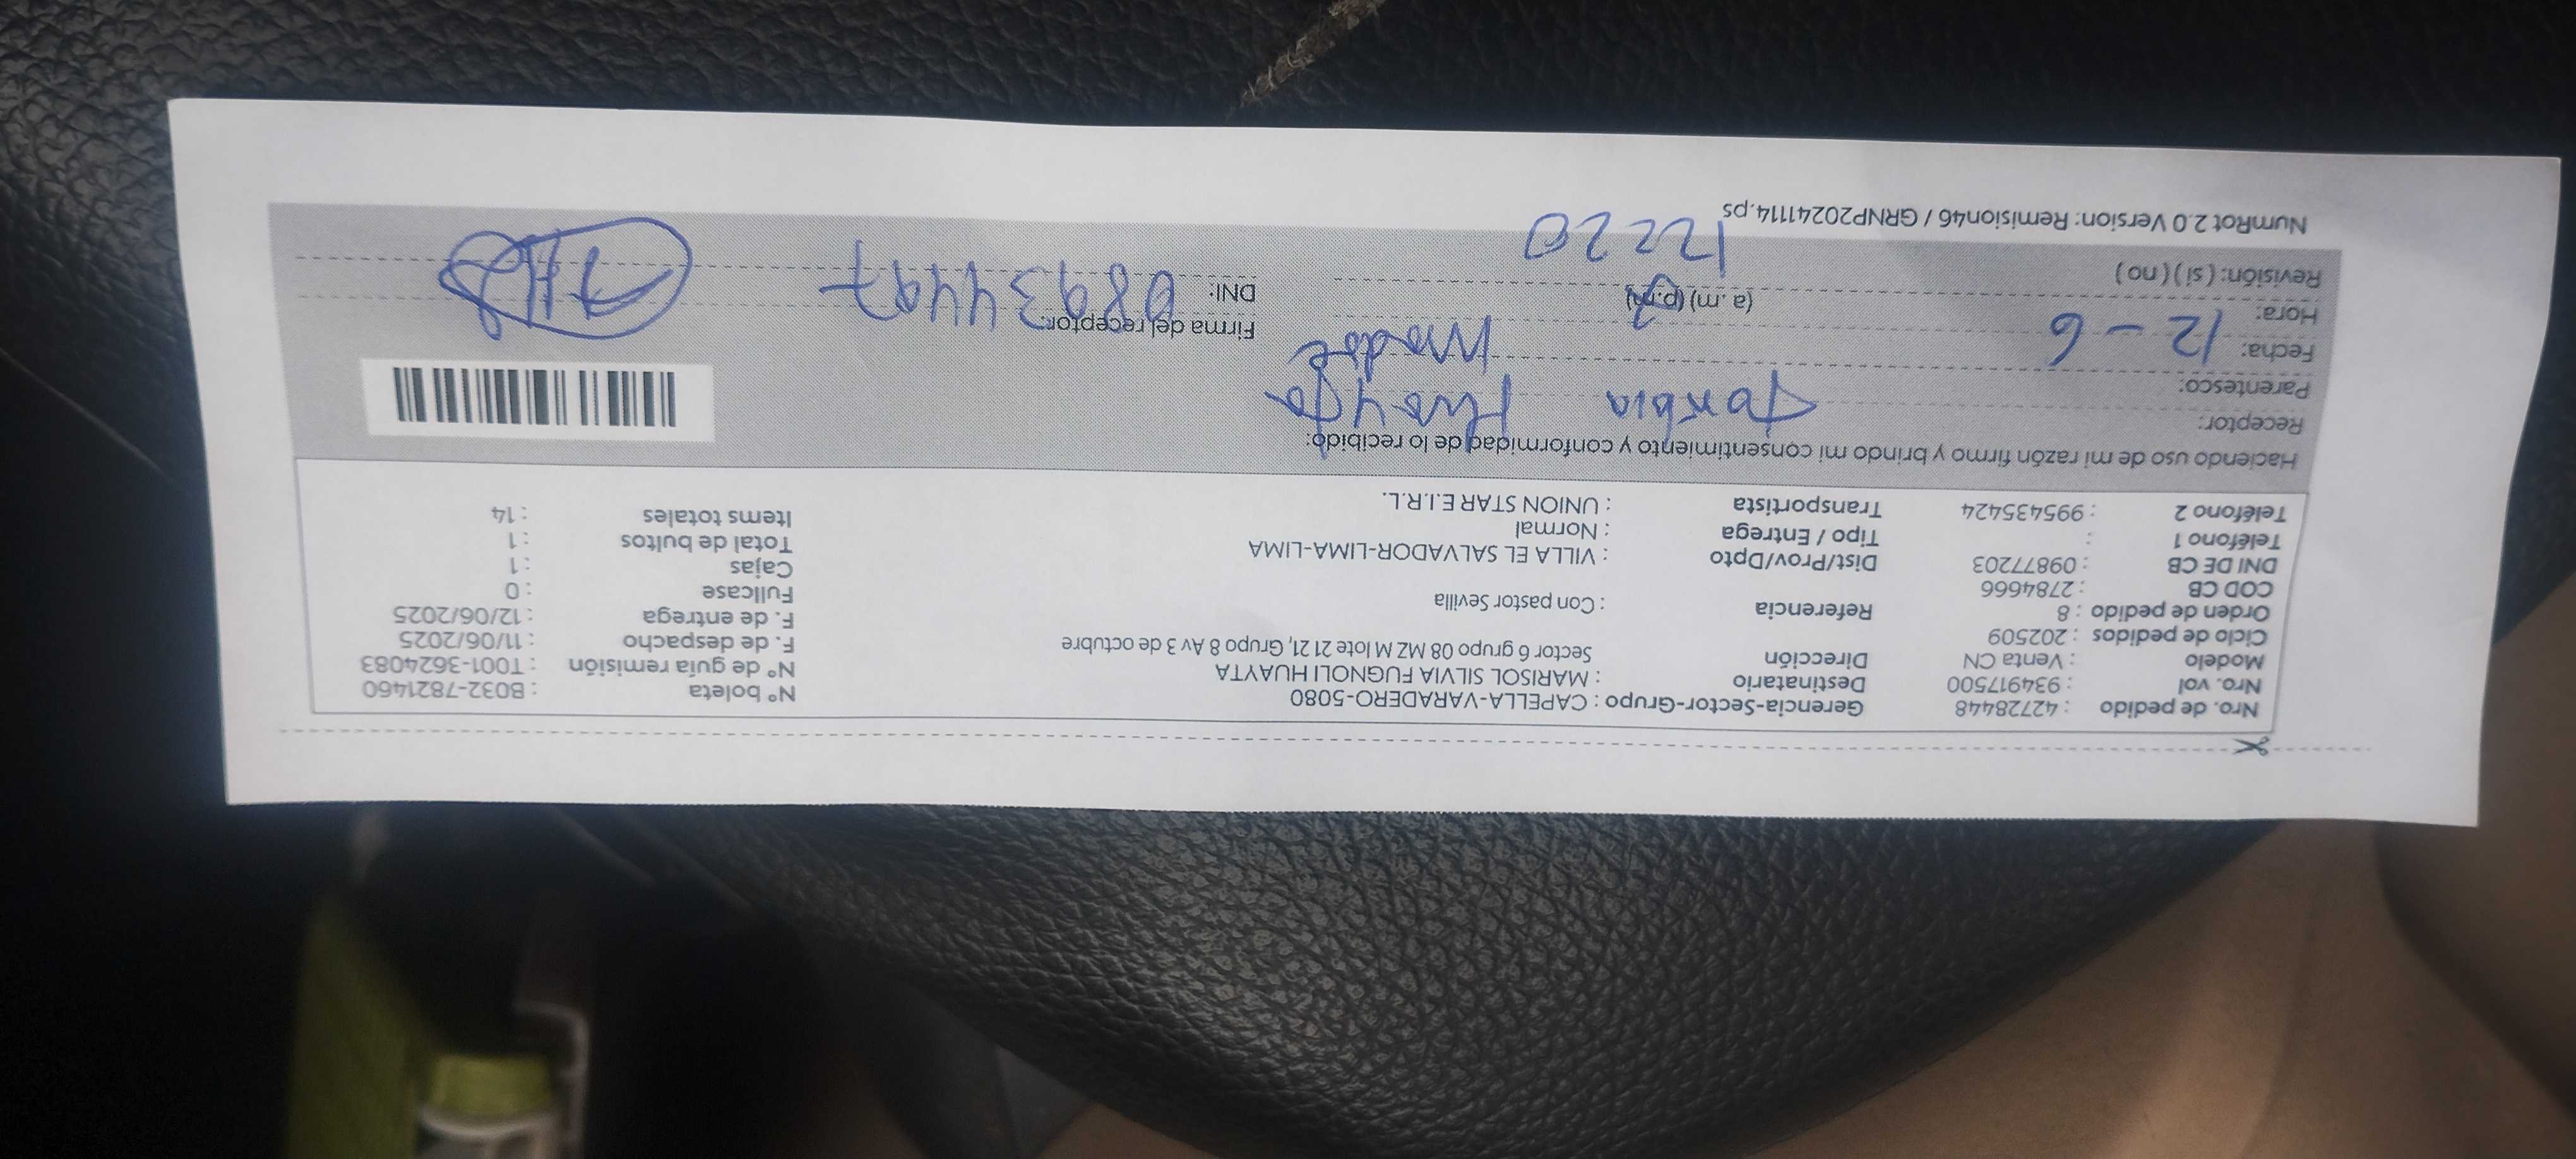 Nro. de pedido : 42728448 Gerencia-Sector-Grupo : CAPELLA-VARADERO-5080 N° boleta : B032-7821460
Nro. vol : 934917500 Destinatario : MARISOL SILVIA FUGNOLI HUAYTA N° de guía remisión : T001-3624083
Modelo : Venta CN Dirección Sector 6 grupo 08 MZ M lote 21 21, Grupo 8 Av 3 de octubre F. de despacho : 11/06/2025
Ciclo de pedidos : 202509 F. de entrega : 12/06/2025
Orden de pedido : 8 Referencia : Con pastor Sevilla Fullcase : 0
COD CB : 2784666 Cajas : 1
DNI DE CB : 09877203 Dist/Prov/Dpto : VILLA EL SALVADOR-LIMA-LIMA Total de bultos : 1
Teléfono 1 : Tipo / Entrega : Normal Items totales : 14
Teléfono 2 : 995435424 Transportista : UNION STAR E.I.R.L.
Haciendo uso de mi razón firmo y brindo mi consentimiento y conformidad de lo recibido:
Receptor: Huayta
Parentesco: Madre
Fecha: 12-6 Firma del receptor:
Hora: (a.m) (p.m) DNI: 08934497
Revisión: (si) (no) 1220
NumRot 2.0 Version: Remision46 / GRNP20241114.ps